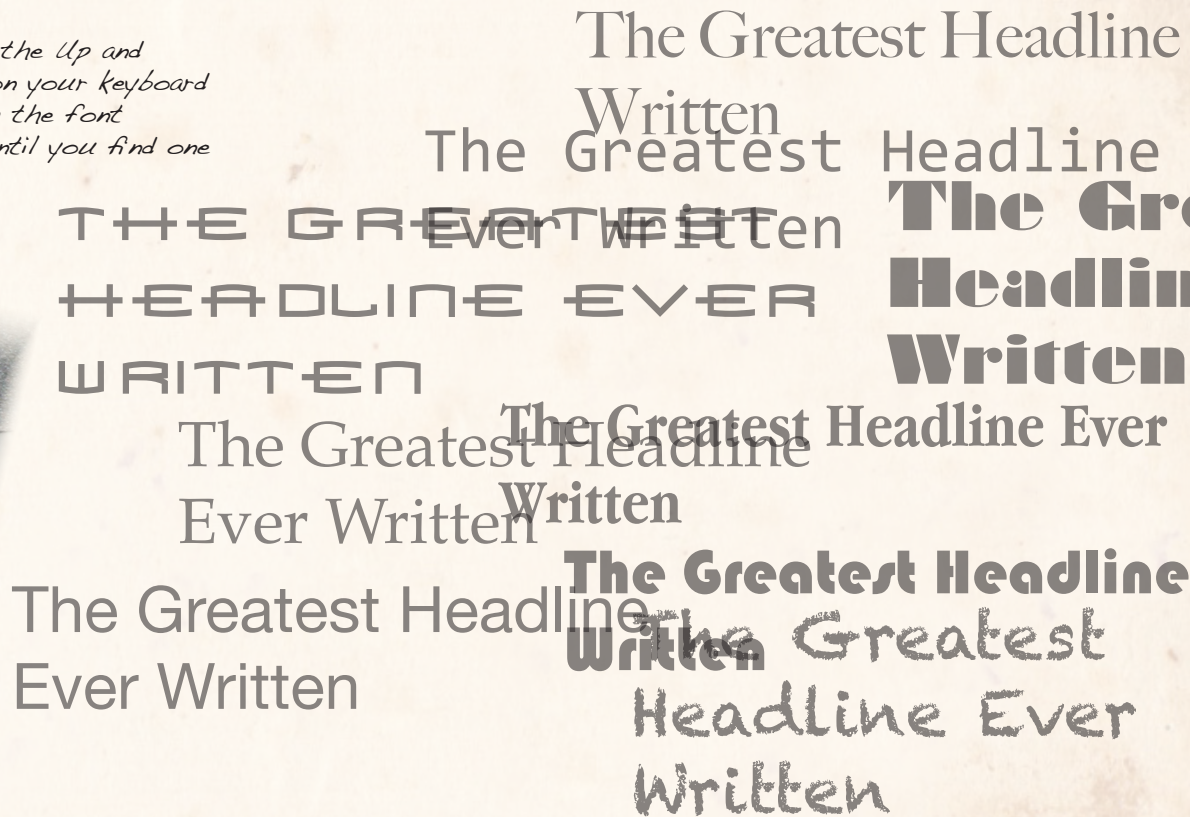 the Up and
on your keyboard
the font
until you find one
The Greatest Headline
Written
The Greatest Headline
Ever Written
THE GREATEST
HEADLINE EVER
WRITTEN
The Gre
Headlin
Written
The Greatest Headline Ever
Written
The Greatest Headline
Ever Written
The Greatest Headline
Written
The Greatest Headline
Ever Written
The Greatest
Headline Ever
Written